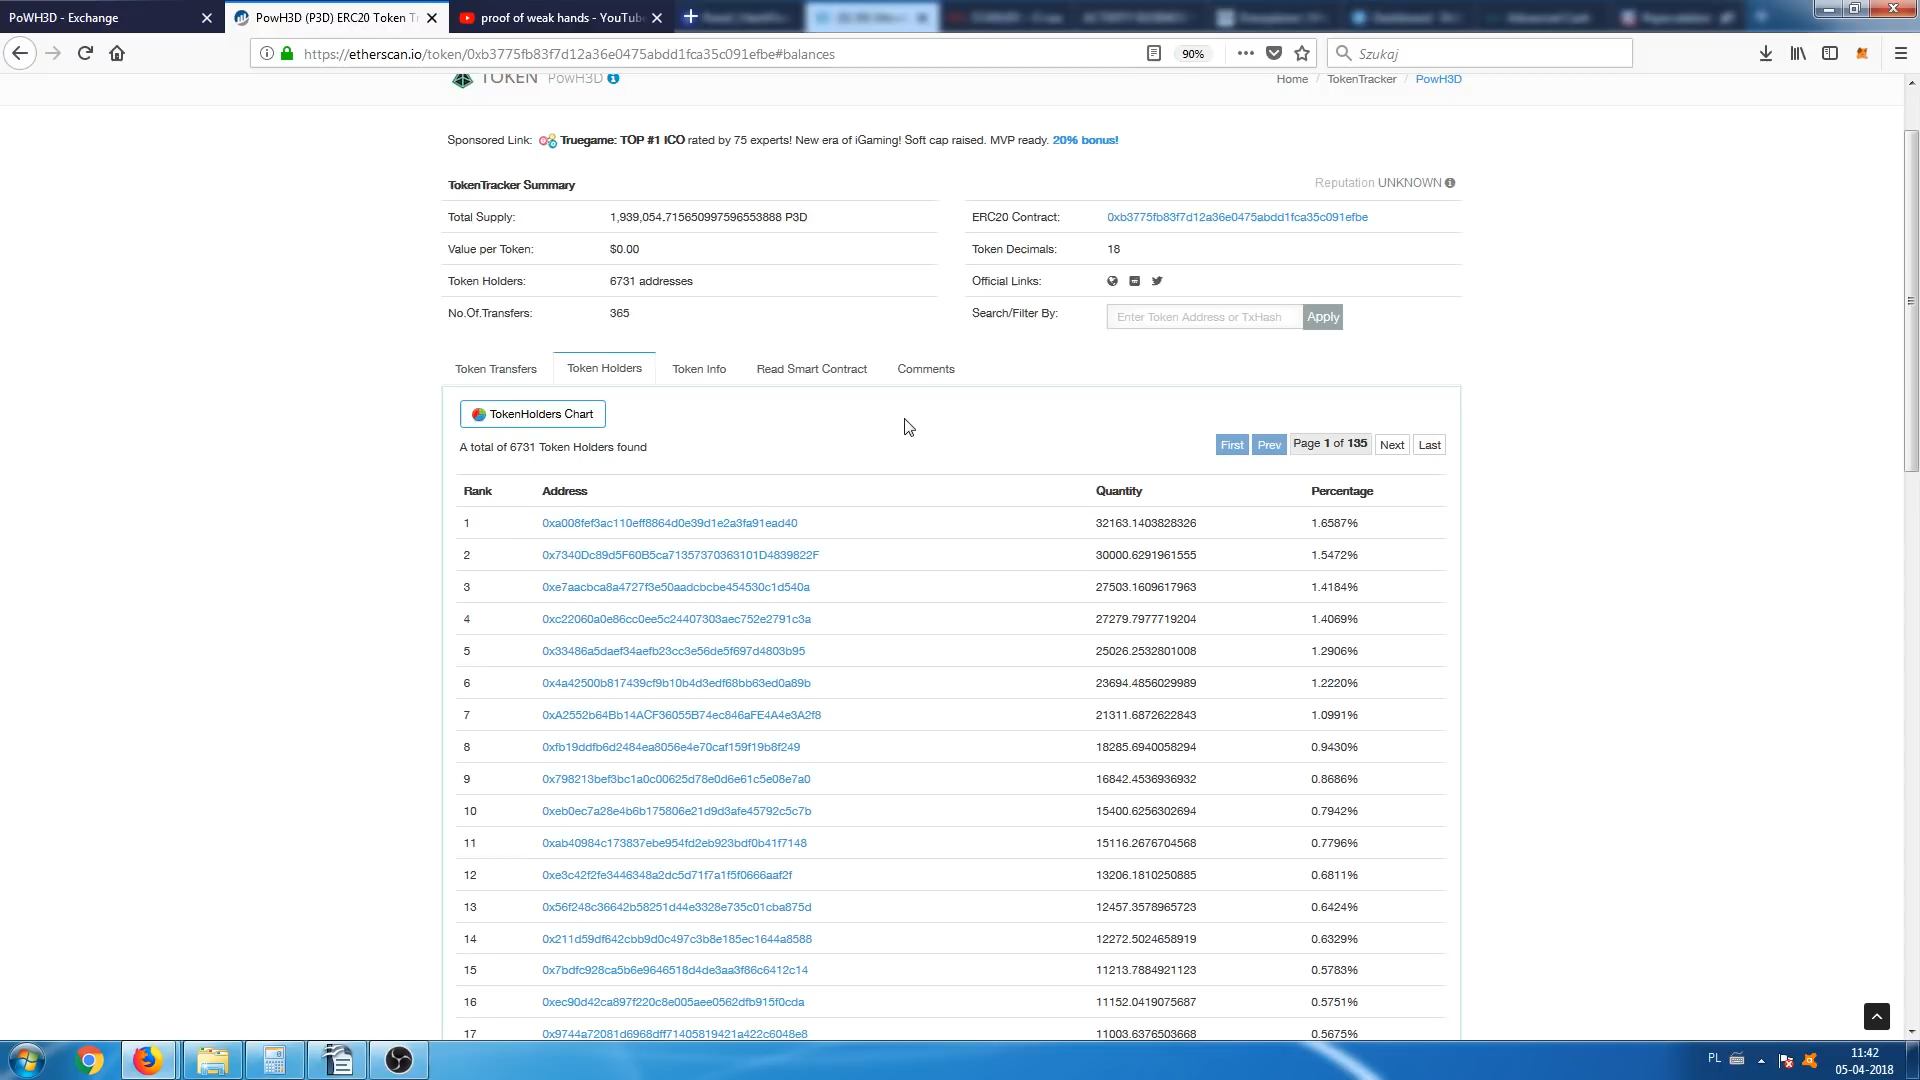 PoWH3D - Exchange
PowH3D (P3D) ERC20 Token T
proof of weak hands - YouTub
https://etherscan.io/token/0xb3775fb83f7d12a36e0475abdd1fca35c091efbe#balances
90%
Szukaj
TOKEN PowH3D
Home / TokenTracker / PowH3D
Sponsored Link: Truegame: TOP #1 ICO rated by 75 experts! New era of iGaming! Soft cap raised. MVP ready. 20% bonus!
TokenTracker Summary
Reputation UNKNOWN
Total Supply: 1,939,054.715650997596553888 P3D
ERC20 Contract: 0xb3775fb83f7d12a36e0475abdd1fca35c091efbe
Value per Token: $0.00
Token Decimals: 18
Token Holders: 6731 addresses
Official Links:
No.Of.Transfers: 365
Search/Filter By: Enter Token Address or TxHash Apply
Token Transfers Token Holders Token Info Read Smart Contract Comments
TokenHolders Chart
A total of 6731 Token Holders found
First Prev Page 1 of 135 Next Last
Rank Address Quantity Percentage
1 0xa008fef3ac110eff8864d0e39d1e2a3fa91ead40 32163.1403828326 1.6587%
2 0x7340Dc89d5F60B5ca71357370363101D4839822F 30000.6291961555 1.5472%
3 0xe7aacbca8a4727f3e50aadcbcbe454530c1d540a 27503.1609617963 1.4184%
4 0xc22060a0e86cc0ee5c24407303aec752e2791c3a 27279.7977719204 1.4069%
5 0x33486a5daef34aefb23cc3e56de5f697d4803b95 25026.2532801008 1.2906%
6 0x4a42500b817439cf9b10b4d3edf68bb63ed0a89b 23694.4856029989 1.2220%
7 0xA2552b64Bb14ACF36055B74ec846aFE4A4e3A2f8 21311.6872622843 1.0991%
8 0xfb19ddfb6d2484ea8056e4e70caf159f19b8f249 18285.6940058294 0.9430%
9 0x798213bef3bc1a0c00625d78e0d6e61c5e08e7a0 16842.4536936932 0.8686%
10 0xeb0ec7a28e4b6b175806e21d9d3afe45792c5c7b 15400.6256302694 0.7942%
11 0xab40984c173837ebe954fd2eb923bdf0b41f7148 15116.2676704568 0.7796%
12 0xe3c42f2fe3446348a2dc5d71f7a1f5f0666aaf2f 13206.1810250885 0.6811%
13 0x56f248c36642b58251d44e3328e735c01cba875d 12457.3578965723 0.6424%
14 0x211d59df642cbb9d0c497c3b8e185ec1644a8588 12272.5024658919 0.6329%
15 0x7bdfc928ca5b6e9646518d4de3aa3f86c6412c14 11213.7884921123 0.5783%
16 0xec90d42ca897f220c8e005aee0562dfb915f0cda 11152.0419075687 0.5751%
17 0x9744a72081d6968dff71405819421a422c6048e8 11003.6376503668 0.5675%
PL
11:42
05-04-2018